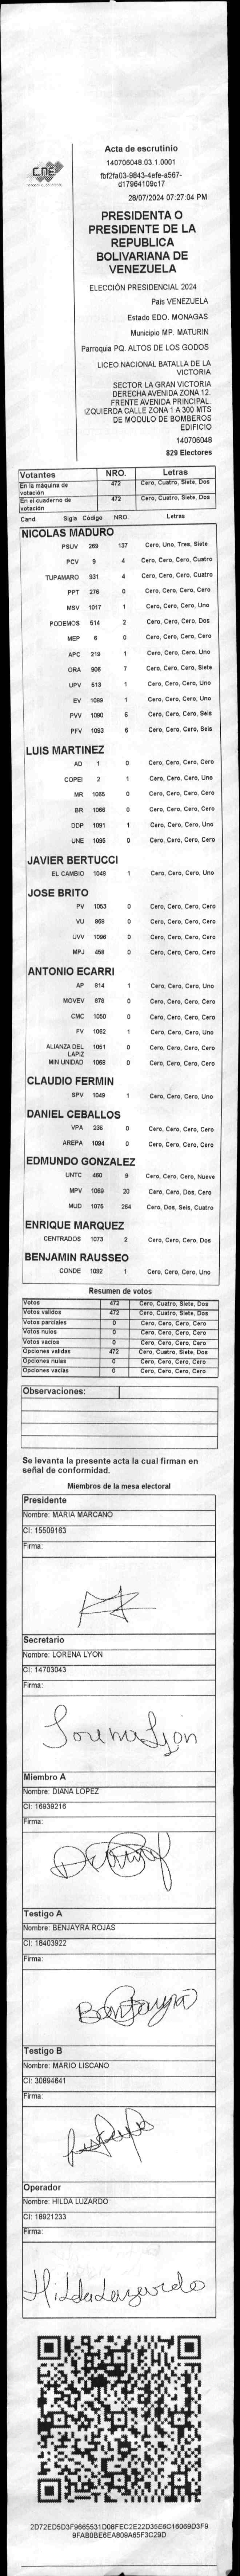 CNE
Acta de escrutinio
140706048.03.1.0001
fbf2fa03-9843-4efe-a567-
d17964109c17
28/07/2024 07:27:04 PM
PRESIDENTA O
PRESIDENTE DE LA
REPUBLICA
BOLIVARIANA DE
VENEZUELA
ELECCIÓN PRESIDENCIAL 2024
Pais VENEZUELA
Estado EDO. MONAGAS
Municipio MP. MATURIN
Parroquia PQ. ALTOS DE LOS GODOS
LICEO NACIONAL BATALLA DE LA
VICTORIA
SECTOR LA GRAN VICTORIA
DERECHA AVENIDA ZONA 12.
FRENTE AVENIDA PRINCIPAL.
IZQUIERDA CALLE ZONA 1 A 300 MTS
DE MODULO DE BOMBEROS
EDIFICIO
140706048
829 Electores
Votantes NRO. Letras
En la máquina de votación 472 Cero, Cuatro, Siete, Dos
En el cuaderno de votación 472 Cero, Cuatro, Siete, Dos
Cand. Sigla Código NRO. Letras
NICOLAS MADURO
PSUV 269 137 Cero, Uno, Tres, Siete
PCV 9 4 Cero, Cero, Cero, Cuatro
TUPAMARO 931 4 Cero, Cero, Cero, Cuatro
PPT 276 0 Cero, Cero, Cero, Cero
MSV 1017 1 Cero, Cero, Cero, Uno
PODEMOS 514 2 Cero, Cero, Cero, Dos
MEP 6 0 Cero, Cero, Cero, Cero
APC 219 1 Cero, Cero, Cero, Uno
ORA 906 7 Cero, Cero, Cero, Siete
UPV 513 1 Cero, Cero, Cero, Uno
EV 1089 1 Cero, Cero, Cero, Uno
PVV 1090 6 Cero, Cero, Cero, Seis
PFV 1093 6 Cero, Cero, Cero, Seis
LUIS MARTINEZ
AD 1 0 Cero, Cero, Cero, Cero
COPEI 2 1 Cero, Cero, Cero, Uno
MR 1065 0 Cero, Cero, Cero, Cero
BR 1066 0 Cero, Cero, Cero, Cero
DDP 1091 1 Cero, Cero, Cero, Uno
UNE 1095 0 Cero, Cero, Cero, Cero
JAVIER BERTUCCI
EL CAMBIO 1048 1 Cero, Cero, Cero, Uno
JOSE BRITO
PV 1053 0 Cero, Cero, Cero, Cero
VU 868 0 Cero, Cero, Cero, Cero
UVV 1096 0 Cero, Cero, Cero, Cero
MPJ 458 0 Cero, Cero, Cero, Cero
ANTONIO ECARRI
AP 814 1 Cero, Cero, Cero, Uno
MOVEV 878 0 Cero, Cero, Cero, Cero
CMC 1050 0 Cero, Cero, Cero, Cero
FV 1062 1 Cero, Cero, Cero, Uno
ALIANZA DEL LAPIZ 1051 0 Cero, Cero, Cero, Cero
MIN UNIDAD 1068 0 Cero, Cero, Cero, Cero
CLAUDIO FERMIN
SPV 1049 1 Cero, Cero, Cero, Uno
DANIEL CEBALLOS
VPA 236 0 Cero, Cero, Cero, Cero
AREPA 1094 0 Cero, Cero, Cero, Cero
EDMUNDO GONZALEZ
UNTC 460 9 Cero, Cero, Cero, Nueve
MPV 1069 20 Cero, Cero, Dos, Cero
MUD 1075 264 Cero, Dos, Seis, Cuatro
ENRIQUE MARQUEZ
CENTRADOS 1073 2 Cero, Cero, Cero, Dos
BENJAMIN RAUSSEO
CONDE 1092 1 Cero, Cero, Cero, Uno
Resumen de votos
Votos 472 Cero, Cuatro, Siete, Dos
Votos validos 472 Cero, Cuatro, Siete, Dos
Votos parciales 0 Cero, Cero, Cero, Cero
Votos nulos 0 Cero, Cero, Cero, Cero
Votos vacios 0 Cero, Cero, Cero, Cero
Opciones validas 472 Cero, Cuatro, Siete, Dos
Opciones nulas 0 Cero, Cero, Cero, Cero
Opciones vacias 0 Cero, Cero, Cero, Cero
Observaciones:
Se levanta la presente acta la cual firman en
señal de conformidad.
Miembros de la mesa electoral
Presidente
Nombre: MARIA MARCANO
CI: 15509163
Firma:
Secretario
Nombre: LORENA LYON
CI: 14703043
Firma:
Lorena Lyon
Miembro A
Nombre: DIANA LOPEZ
CI: 16939216
Firma:
Testigo A
Nombre: BENJAYRA ROJAS
CI: 18403922
Firma:
Benjayra
Testigo B
Nombre: MARIO LISCANO
CI: 30894641
Firma:
Operador
Nombre: HILDA LUZARDO
CI: 18921233
Firma:
Hilda Luzardo
2D72ED5D3F9665531D08FEC2E22D35E6C16069D3F9
9FAB0BE6EA809A65F3C29D